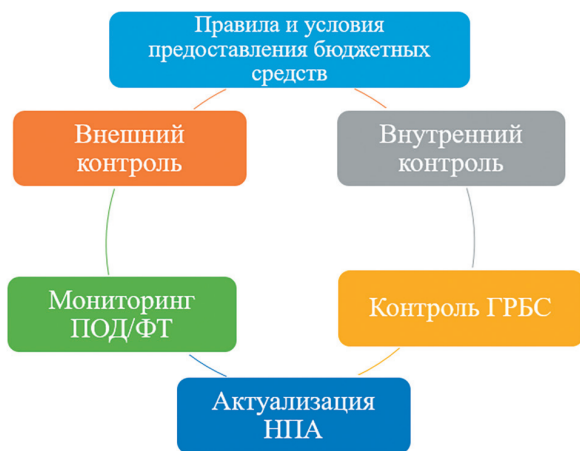 Правила и условия
предоставления бюджетных
средств
Внешний
контроль
Внутренний
контроль
Мониторинг
ПОД/ФТ
Контроль ГРБС
Актуализация
НПА